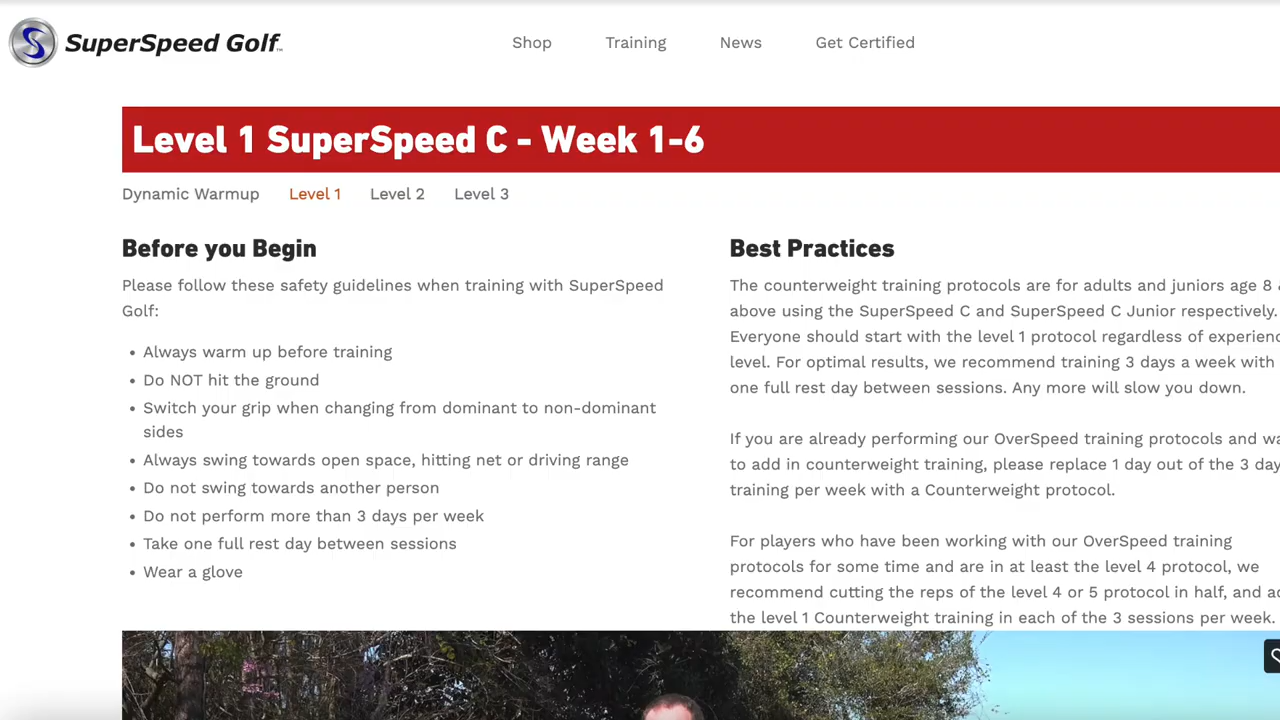 SuperSpeed Golf™
Shop
Training
News
Get Certified
Level 1 SuperSpeed C - Week 1-6
Dynamic Warmup
Level 1
Level 2
Level 3
Before you Begin
Please follow these safety guidelines when training with SuperSpeed
Golf:
• Always warm up before training
• Do NOT hit the ground
• Switch your grip when changing from dominant to non-dominant
sides
• Always swing towards open space, hitting net or driving range
• Do not swing towards another person
• Do not perform more than 3 days per week
• Take one full rest day between sessions
• Wear a glove
Best Practices
The counterweight training protocols are for adults and juniors age 8
above using the SuperSpeed C and SuperSpeed C Junior respectively.
Everyone should start with the level 1 protocol regardless of
level. For optimal results, we recommend training 3 days a week with
one full rest day between sessions. Any more will slow you down.
If you are already performing our OverSpeed training protocols and
to add in counterweight training, please replace 1 day out of the 3
training per week with a Counterweight protocol.
For players who have been working with our OverSpeed training
protocols for some time and are in at least the level 4 protocol, we
recommend cutting the reps of the level 4 or 5 protocol in half, and
the level 1 Counterweight training in each of the 3 sessions per week.